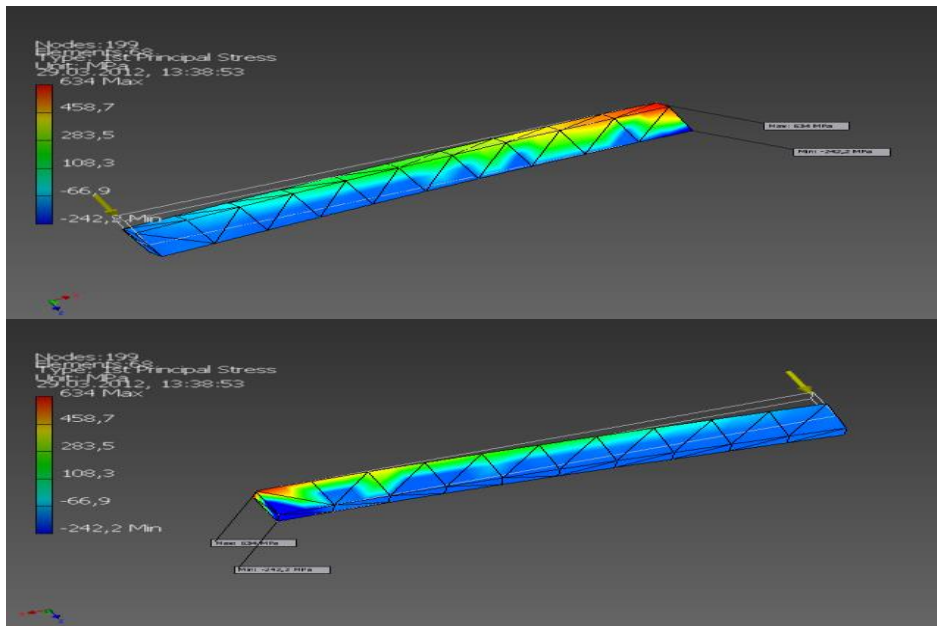 Nodes:199
Elements:68
Type: 1st Principal Stress
Unit: MPa
29.03.2012, 13:38:53
634 Max
458,7
283,5
108,3
-66,9
-242,2 Min
Max: 634 MPa
Min: -242,2 MPa
Nodes:199
Elements:68
Type: 1st Principal Stress
Unit: MPa
29.03.2012, 13:38:53
634 Max
458,7
283,5
108,3
-66,9
-242,2 Min
Max: 634 MPa
Min: -242,2 MPa